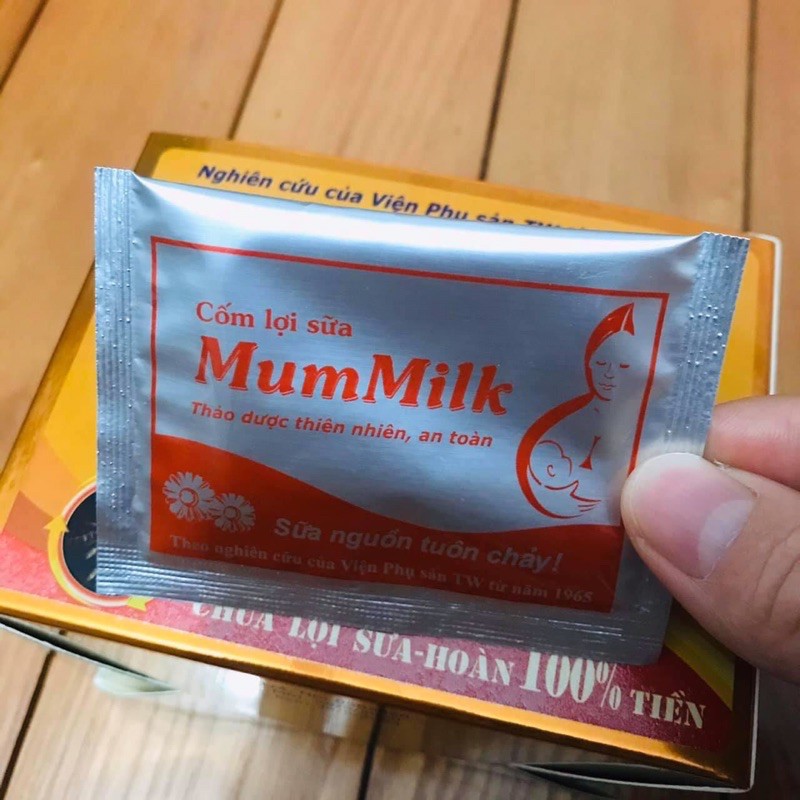 Nghiên cứu của Viện Phụ sản TW
Cốm lợi sữa
MumMilk
Thảo dược thiên nhiên, an toàn
Sữa nguồn tuôn chảy!
Theo nghiên cứu của Viện Phụ sản TW từ năm 1965
CHƯA LỢI SỮA-HOÀN 100% TIỀN